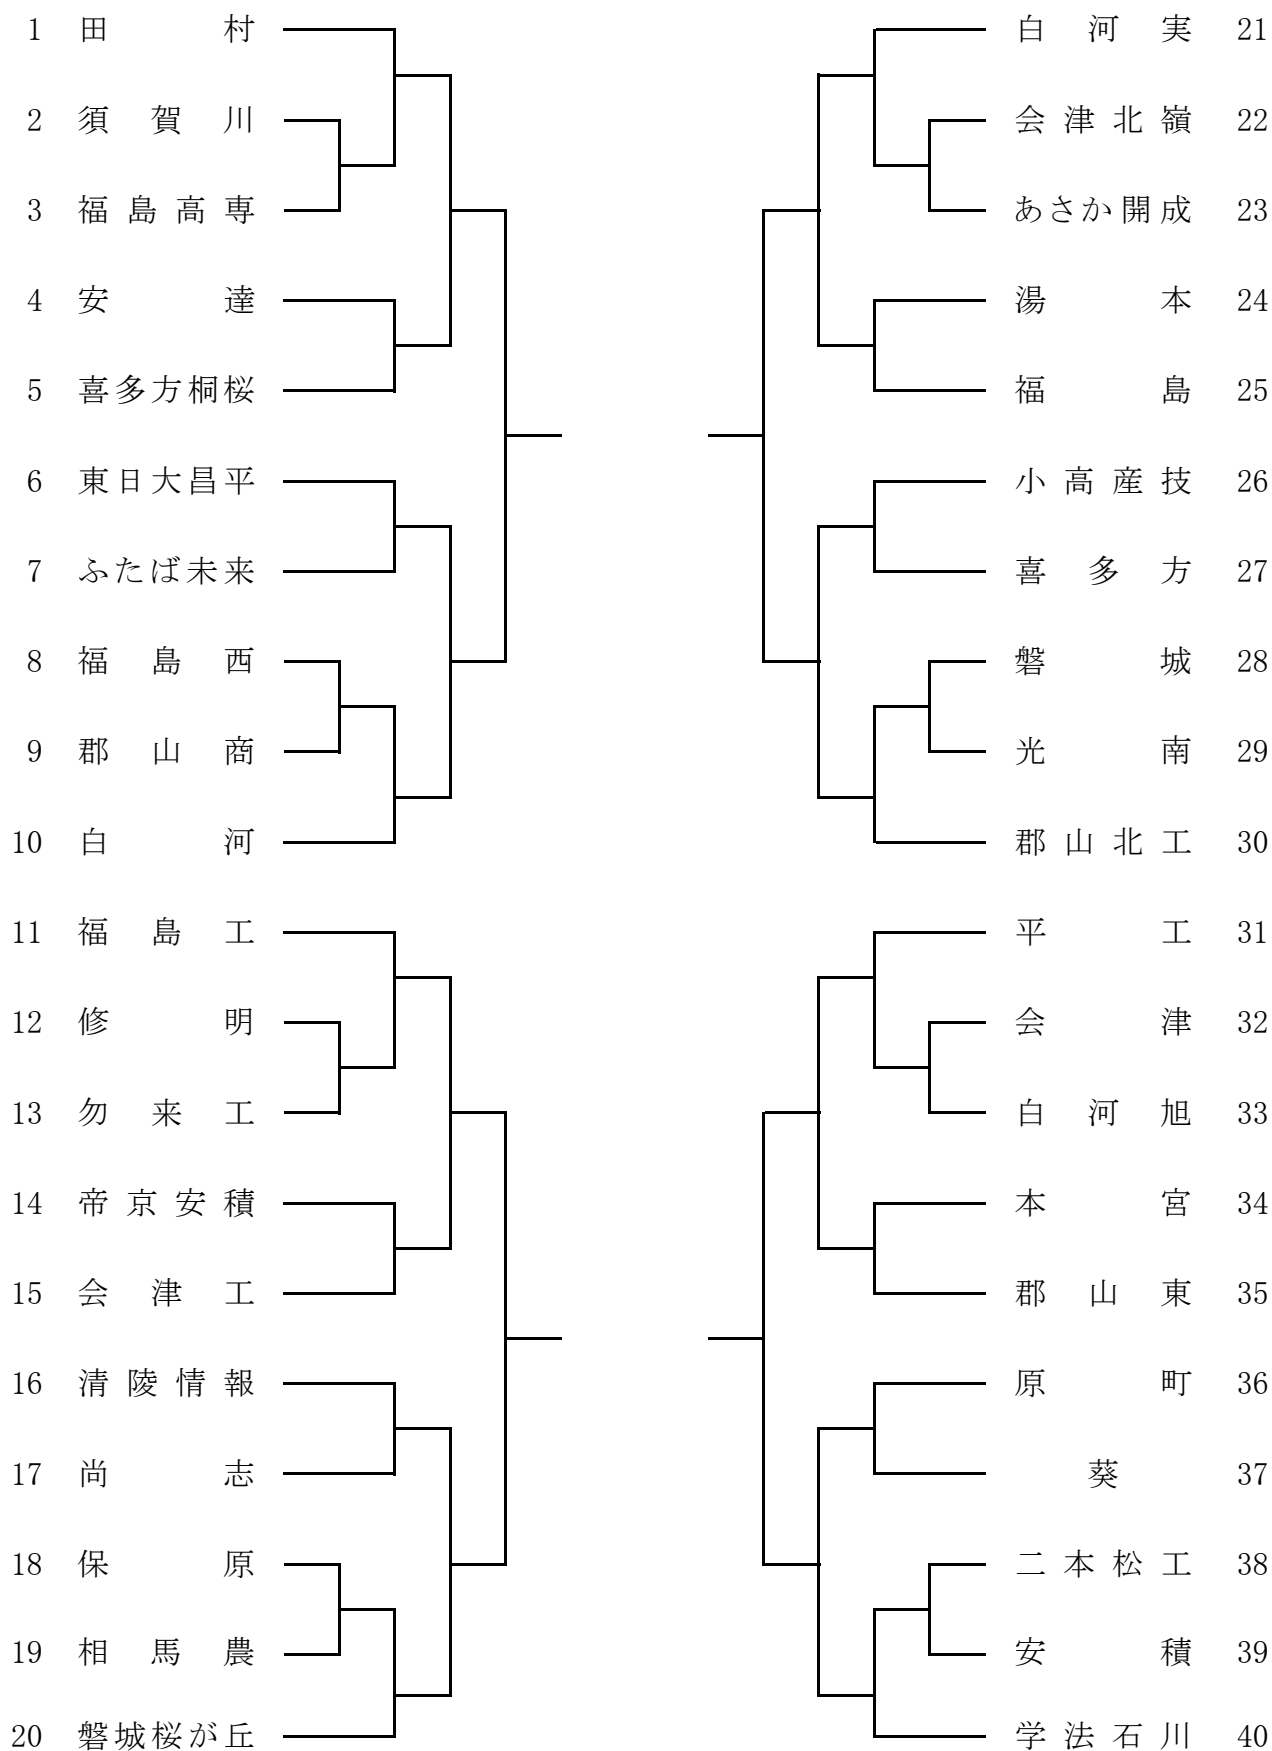 1 田村
2 須賀川
3 福島高専
4 安達
5 喜多方桐桜
6 東日大昌平
7 ふたば未来
8 福島西
9 郡山商
10 白河
11 福島工
12 修明
13 勿来工
14 帝京安積
15 会津工
16 清陵情報
17 尚志
18 保原
19 相馬農
20 磐城桜が丘
白河実 21
会津北嶺 22
あさか開成 23
湯本 24
福島 25
小高産技 26
喜多方 27
磐城 28
光南 29
郡山北工 30
平工 31
会津 32
白河旭 33
本宮 34
郡山東 35
原町 36
葵 37
二本松工 38
安積 39
学法石川 40